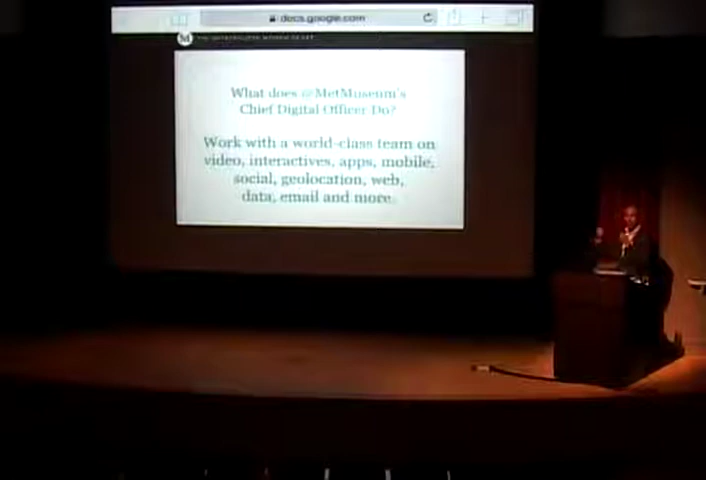 docs.google.com
M
What does @MetMuseum's
Chief Digital Officer Do?
Work with a world-class team on
video, interactives, apps, mobile,
social, geolocation, web,
data, email and more.